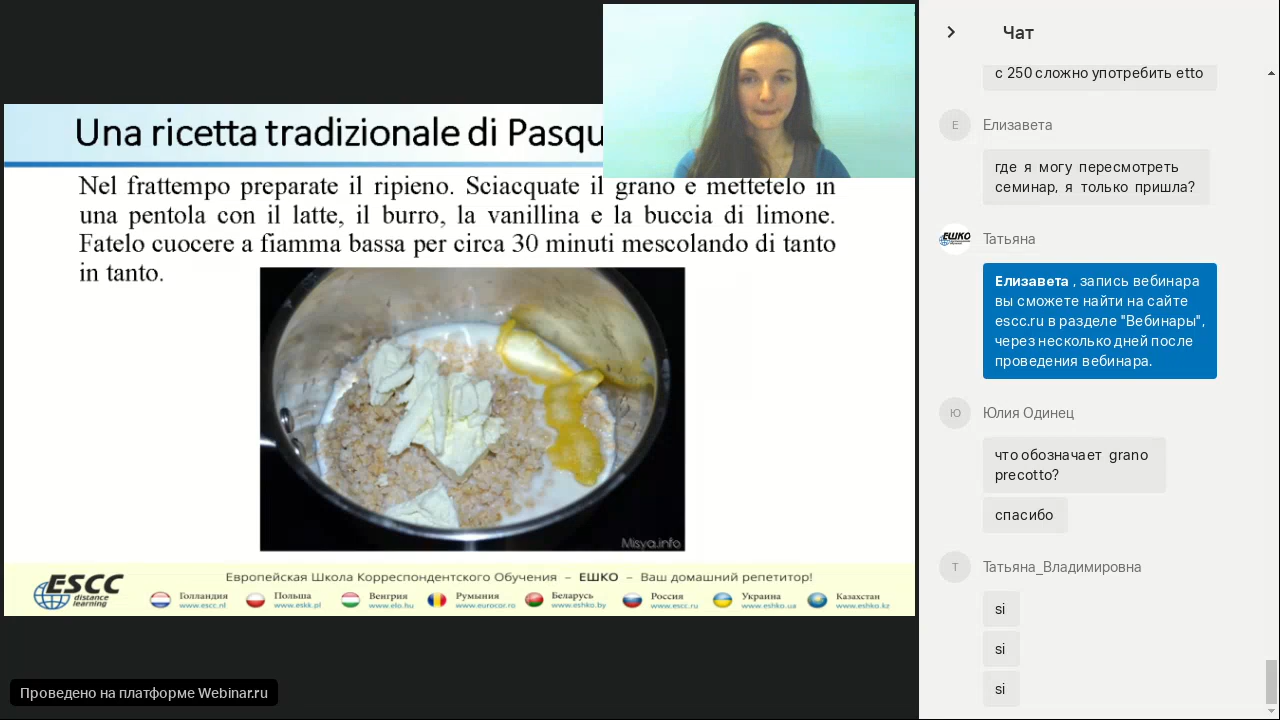 Una ricetta tradizionale di Pasqu
Nel frattempo preparate il ripieno. Sciacquate il grano e mettetelo in
una pentola con il latte, il burro, la vanillina e la buccia di limone.
Fatelo cuocere a fiamma bassa per circa 30 minuti mescolando di tanto
in tanto.
Misya.info
ESCC
distance
learning
Европейская Школа Корреспондентского Обучения – ЕШКО – Ваш домашний репетитор!
Голландия
www.escc.nl
Польша
www.eskk.pl
Венгрия
www.elo.hu
Румыния
www.eurocor.ro
Беларусь
www.eshko.by
Россия
www.escc.ru
Украина
www.eshko.ua
Казахстан
www.eshko.kz
Проведено на платформе Webinar.ru
Чат
с 250 сложно употребить etto
Е
Елизавета
где я могу пересмотреть
семинар, я только пришла?
ЕШКО
Татьяна
Елизавета , запись вебинара
вы сможете найти на сайте
escc.ru в разделе "Вебинары",
через несколько дней после
проведения вебинара.
Ю
Юлия Одинец
что обозначает grano
precotto?
спасибо
Т
Татьяна_Владимировна
si
si
si